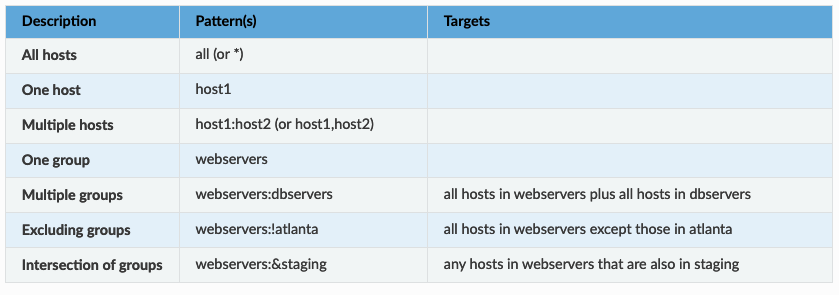 Description Pattern(s) Targets
All hosts all (or *)
One host host1
Multiple hosts host1:host2 (or host1,host2)
One group webservers
Multiple groups webservers:dbservers all hosts in webservers plus all hosts in dbservers
Excluding groups webservers:!atlanta all hosts in webservers except those in atlanta
Intersection of groups webservers:&staging any hosts in webservers that are also in staging